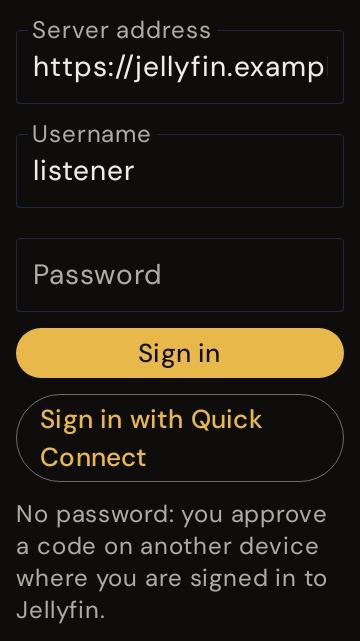 Server address
https://jellyfin.examp
Username
listener
Password
Sign in
Sign in with Quick
Connect
No password: you approve
a code on another device
where you are signed in to
Jellyfin.